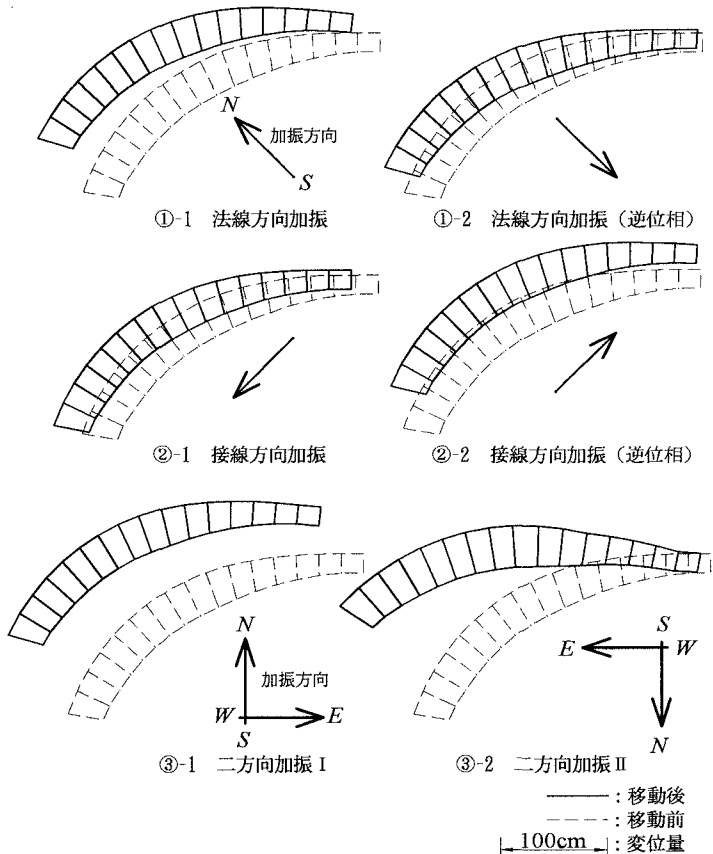 N
加振方向
S
①-1 法線方向加振
①-2 法線方向加振(逆位相)
②-1 接線方向加振
②-2 接線方向加振(逆位相)
N
加振方向
W
E
S
③-1 二方向加振 I
S
E
W
N
③-2 二方向加振 II
:移動後
:移動前
100cm :変位量